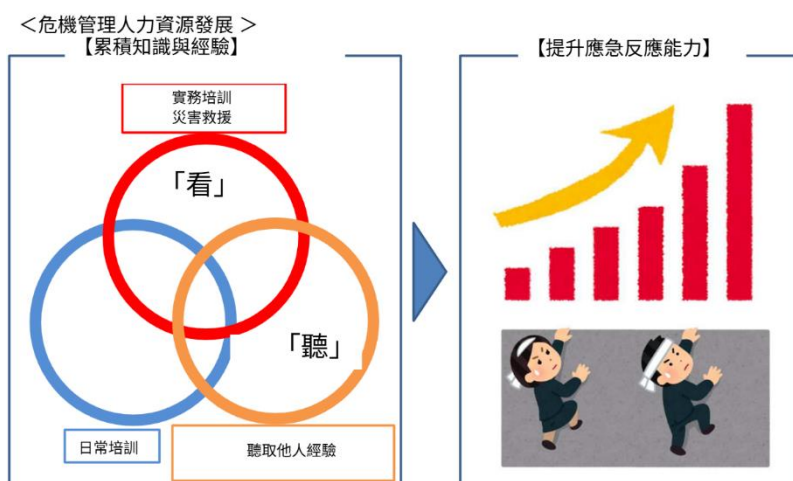 ＜危機管理人力資源發展 ＞
【累積知識與經驗】
實務培訓
災害救援
「看」
「聽」
日常培訓
聽取他人經驗
【提升應急反應能力】